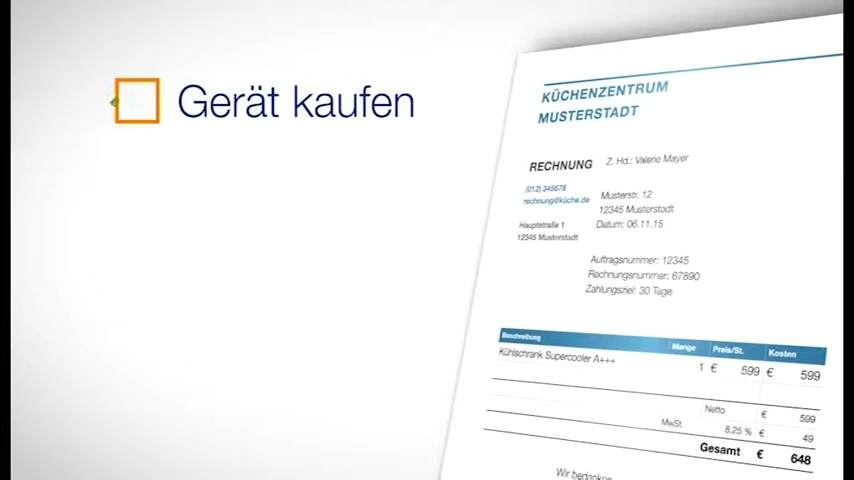 Gerät kaufen
KÜCHENZENTRUM
MUSTERSTADT
RECHNUNG
Z. Hd.: Valerie Mayer
(012) 345678
rechnung@küche.de
Hauptstraße 1
12345 Musterstadt
Musterstr. 12
12345 Musterstadt
Datum: 06.11.15
Auftragsnummer: 12345
Rechnungsnummer: 67890
Zahlungsziel: 30 Tage
Beschreibung Menge Preis/St. Kosten
Kühlschrank Supercooler A+++ 1 € 599 € 599
Netto € 599
MwSt. 8,25 % € 49
Gesamt € 648
Wir bedanken